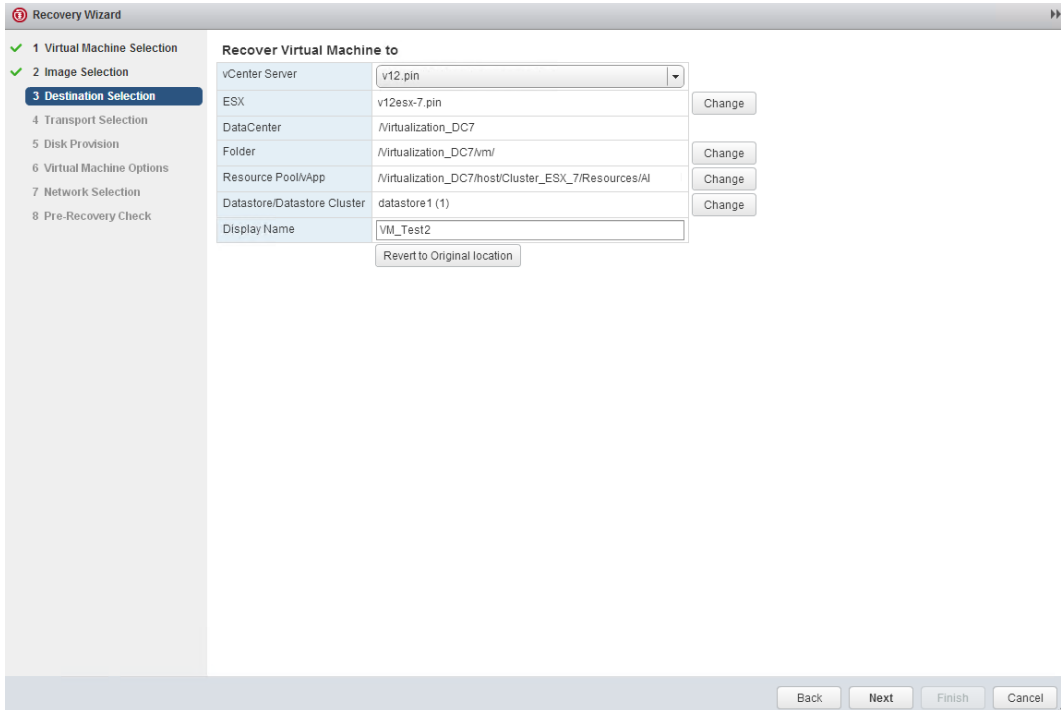 Recovery Wizard
1 Virtual Machine Selection
2 Image Selection
3 Destination Selection
4 Transport Selection
5 Disk Provision
6 Virtual Machine Options
7 Network Selection
8 Pre-Recovery Check
Recover Virtual Machine to
vCenter Server v12.pin
ESX v12esx-7.pin Change
DataCenter /Virtualization_DC7
Folder /Virtualization_DC7/vm/ Change
Resource Pool/vApp /Virtualization_DC7/host/Cluster_ESX_7/Resources/Al Change
Datastore/Datastore Cluster datastore1 (1) Change
Display Name VM_Test2
Revert to Original location
Back Next Finish Cancel